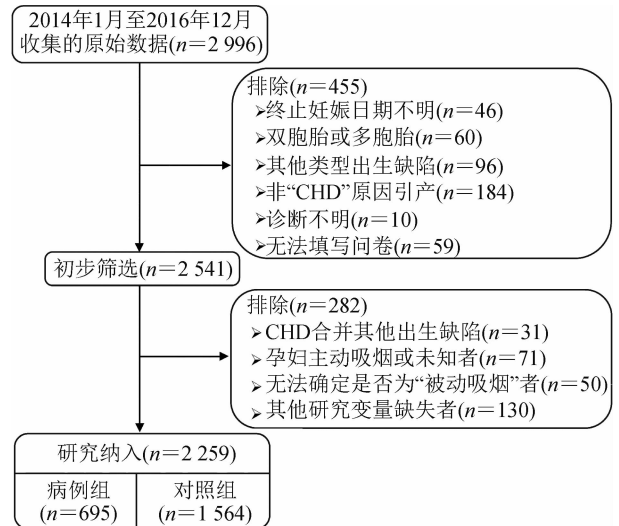 2014年1月至2016年12月
收集的原始数据(n=2 996)
排除(n=455)
➢终止妊娠日期不明(n=46)
➢双胞胎或多胞胎(n=60)
➢其他类型出生缺陷(n=96)
➢非“CHD”原因引产(n=184)
➢诊断不明(n=10)
➢无法填写问卷(n=59)
初步筛选(n=2 541)
排除(n=282)
➢CHD合并其他出生缺陷(n=31)
➢孕妇主动吸烟或未知者(n=71)
➢无法确定是否为“被动吸烟”者(n=50)
➢其他研究变量缺失者(n=130)
研究纳入(n=2 259)
病例组
(n=695)
对照组
(n=1 564)